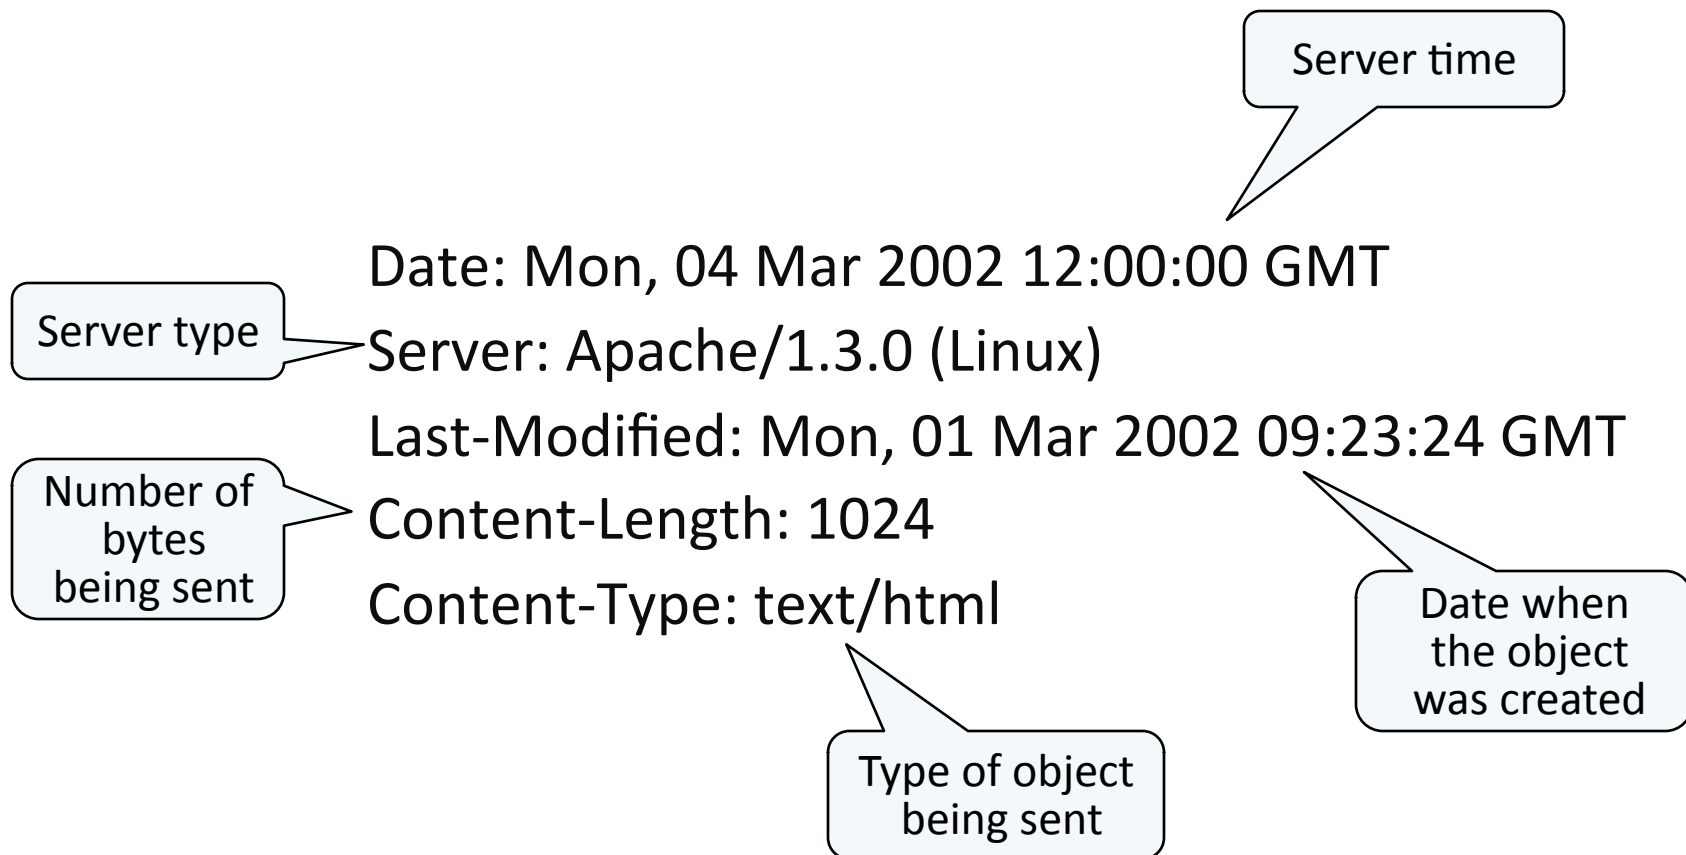 Server time
Date: Mon, 04 Mar 2002 12:00:00 GMT
Server type
Server: Apache/1.3.0 (Linux)
Last-Modified: Mon, 01 Mar 2002 09:23:24 GMT
Number of
bytes
being sent
Content-Length: 1024
Content-Type: text/html
Date when
the object
was created
Type of object
being sent